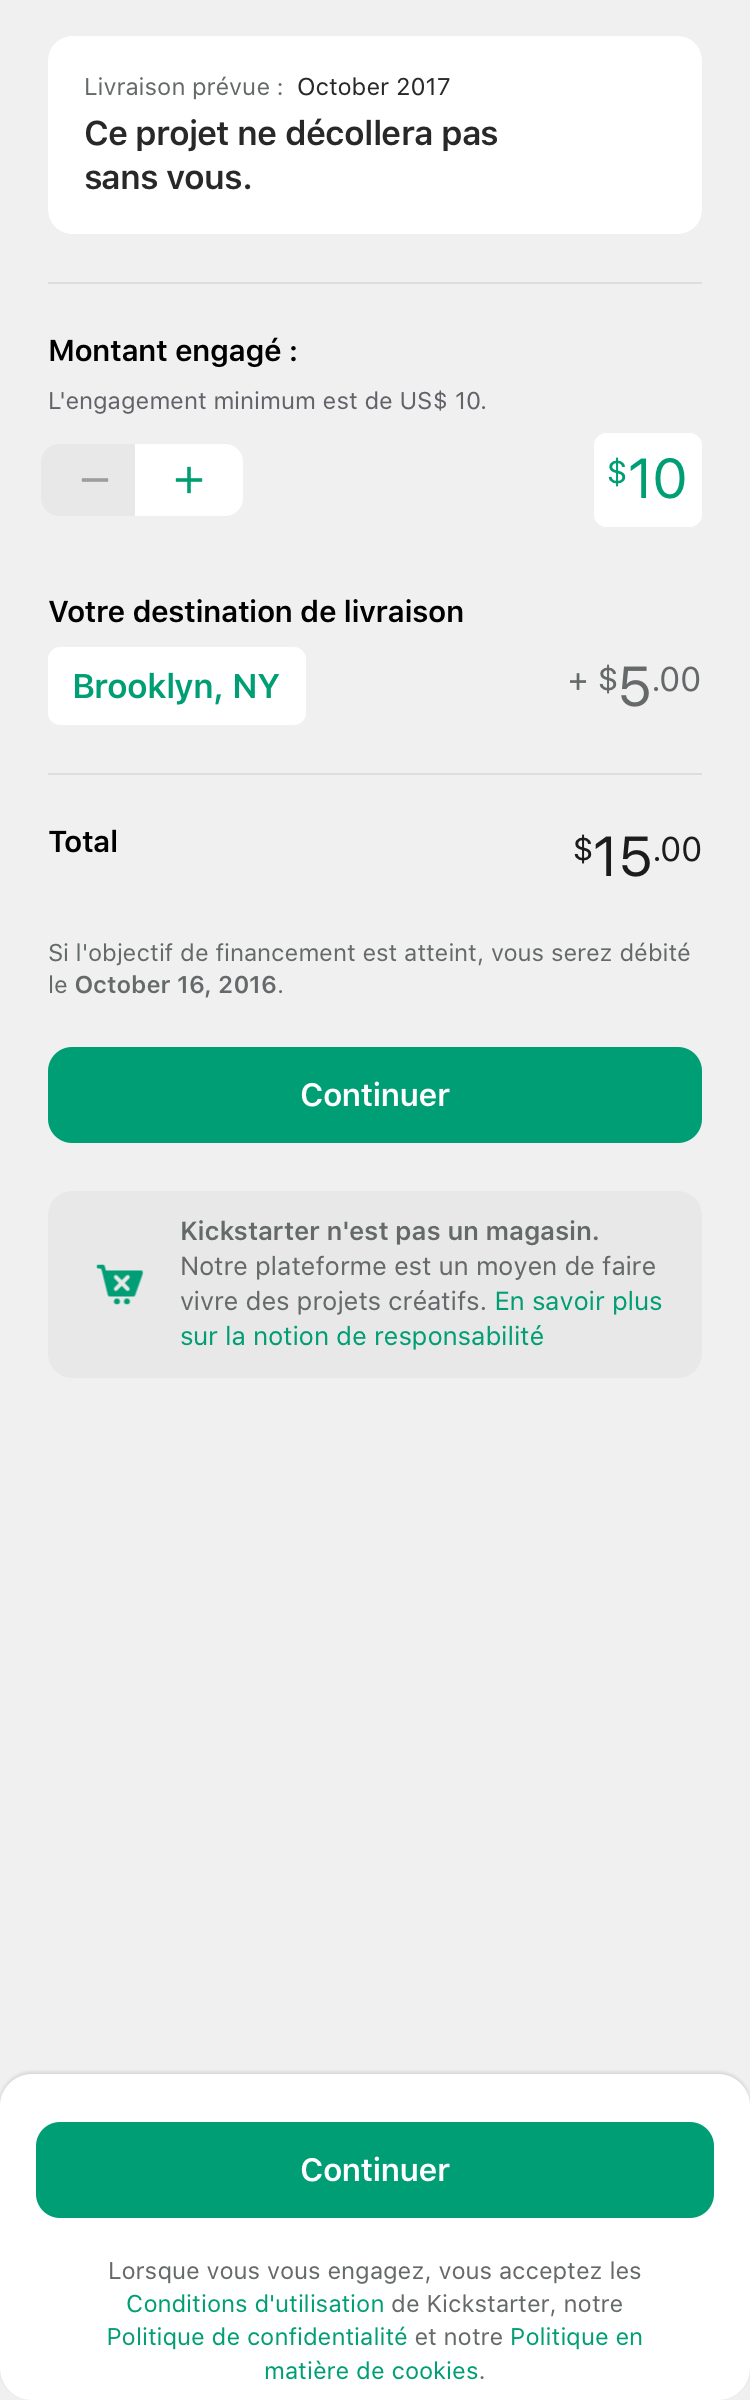 Livraison prévue : October 2017
Ce projet ne décollera pas
sans vous.
Montant engagé :
L'engagement minimum est de US$ 10.
− +
$10
Votre destination de livraison
Brooklyn, NY
+ $5.00
Total
$15.00
Si l'objectif de financement est atteint, vous serez débité
le October 16, 2016.
Continuer
Kickstarter n'est pas un magasin.
Notre plateforme est un moyen de faire
vivre des projets créatifs. En savoir plus
sur la notion de responsabilité
Continuer
Lorsque vous vous engagez, vous acceptez les
Conditions d'utilisation de Kickstarter, notre
Politique de confidentialité et notre Politique en
matière de cookies.